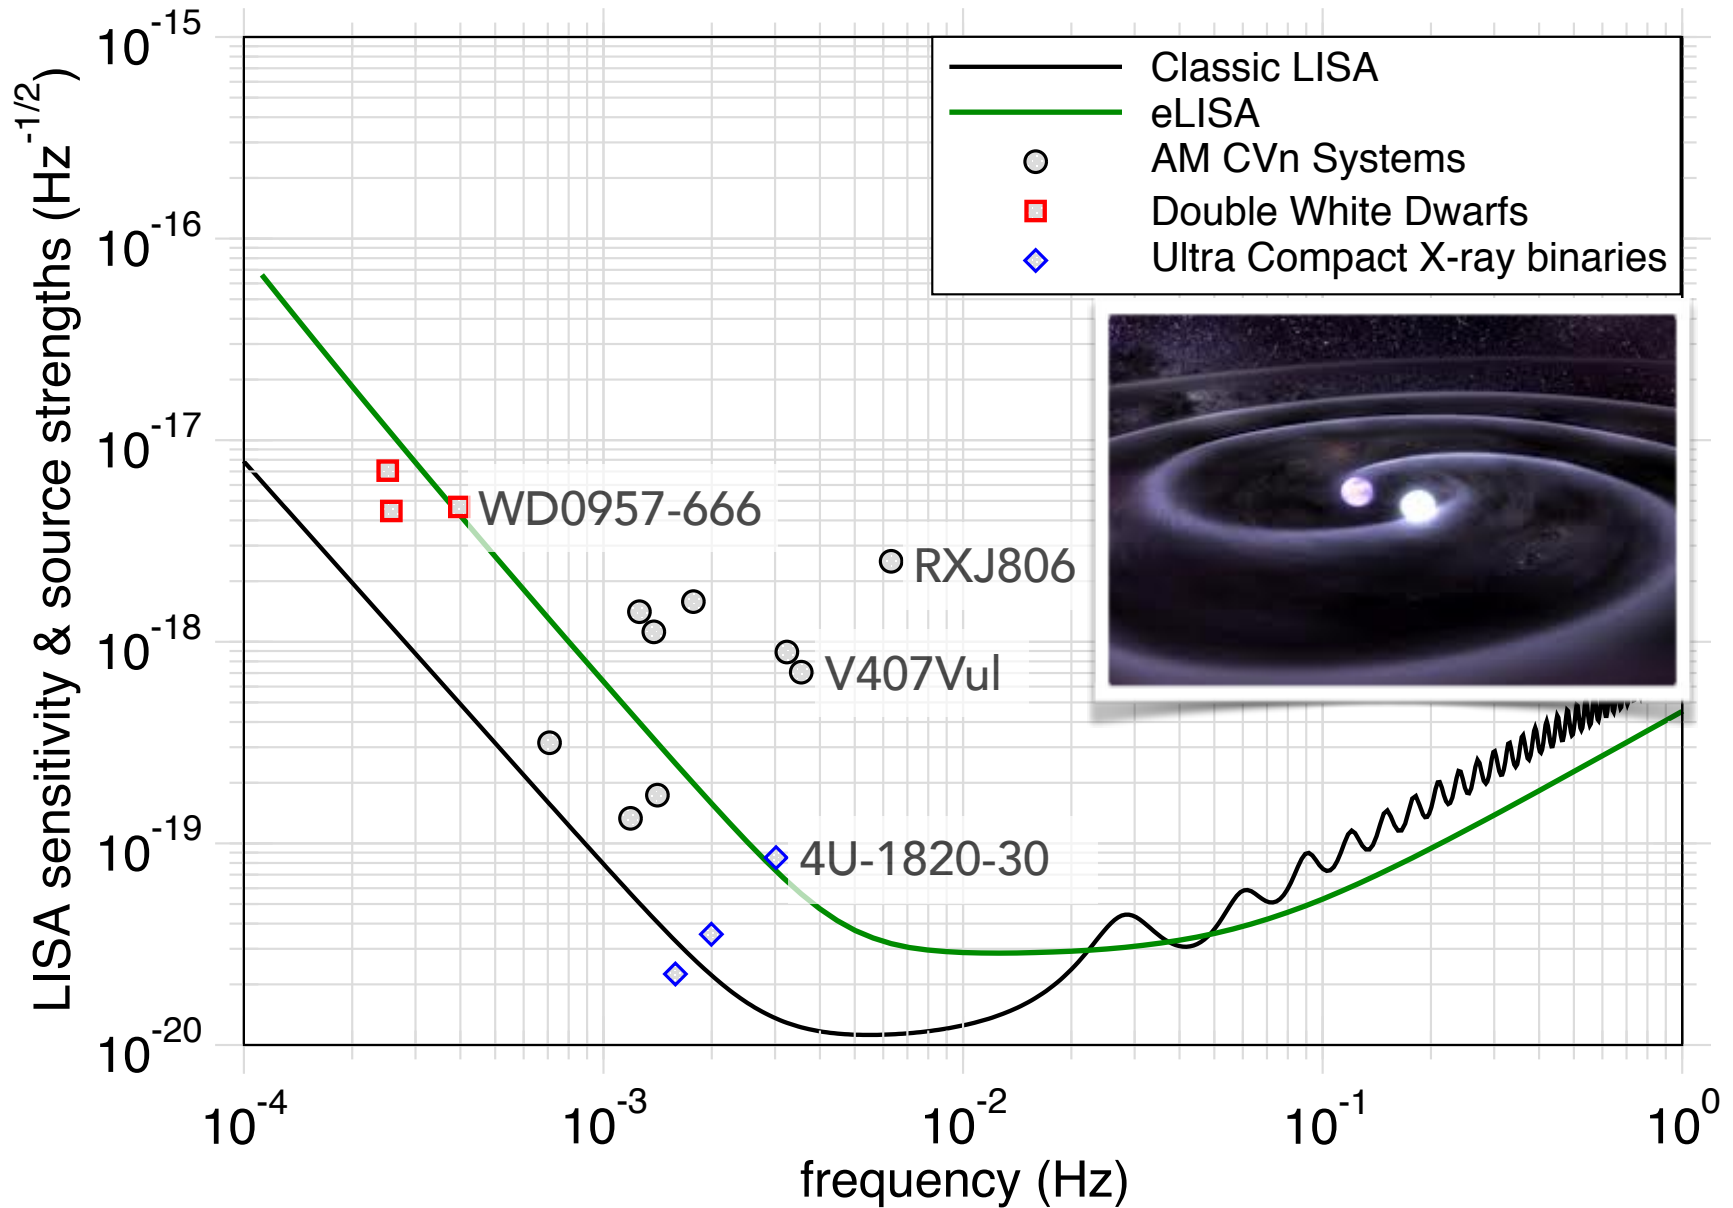 LISA sensitivity & source strengths (Hz^-1/2)
10^-15
10^-16
10^-17
10^-18
10^-19
10^-20
Classic LISA
eLISA
AM CVn Systems
Double White Dwarfs
Ultra Compact X-ray binaries
WD0957-666
RXJ806
V407Vul
4U-1820-30
10^-4
10^-3
10^-2
10^-1
10^0
frequency (Hz)